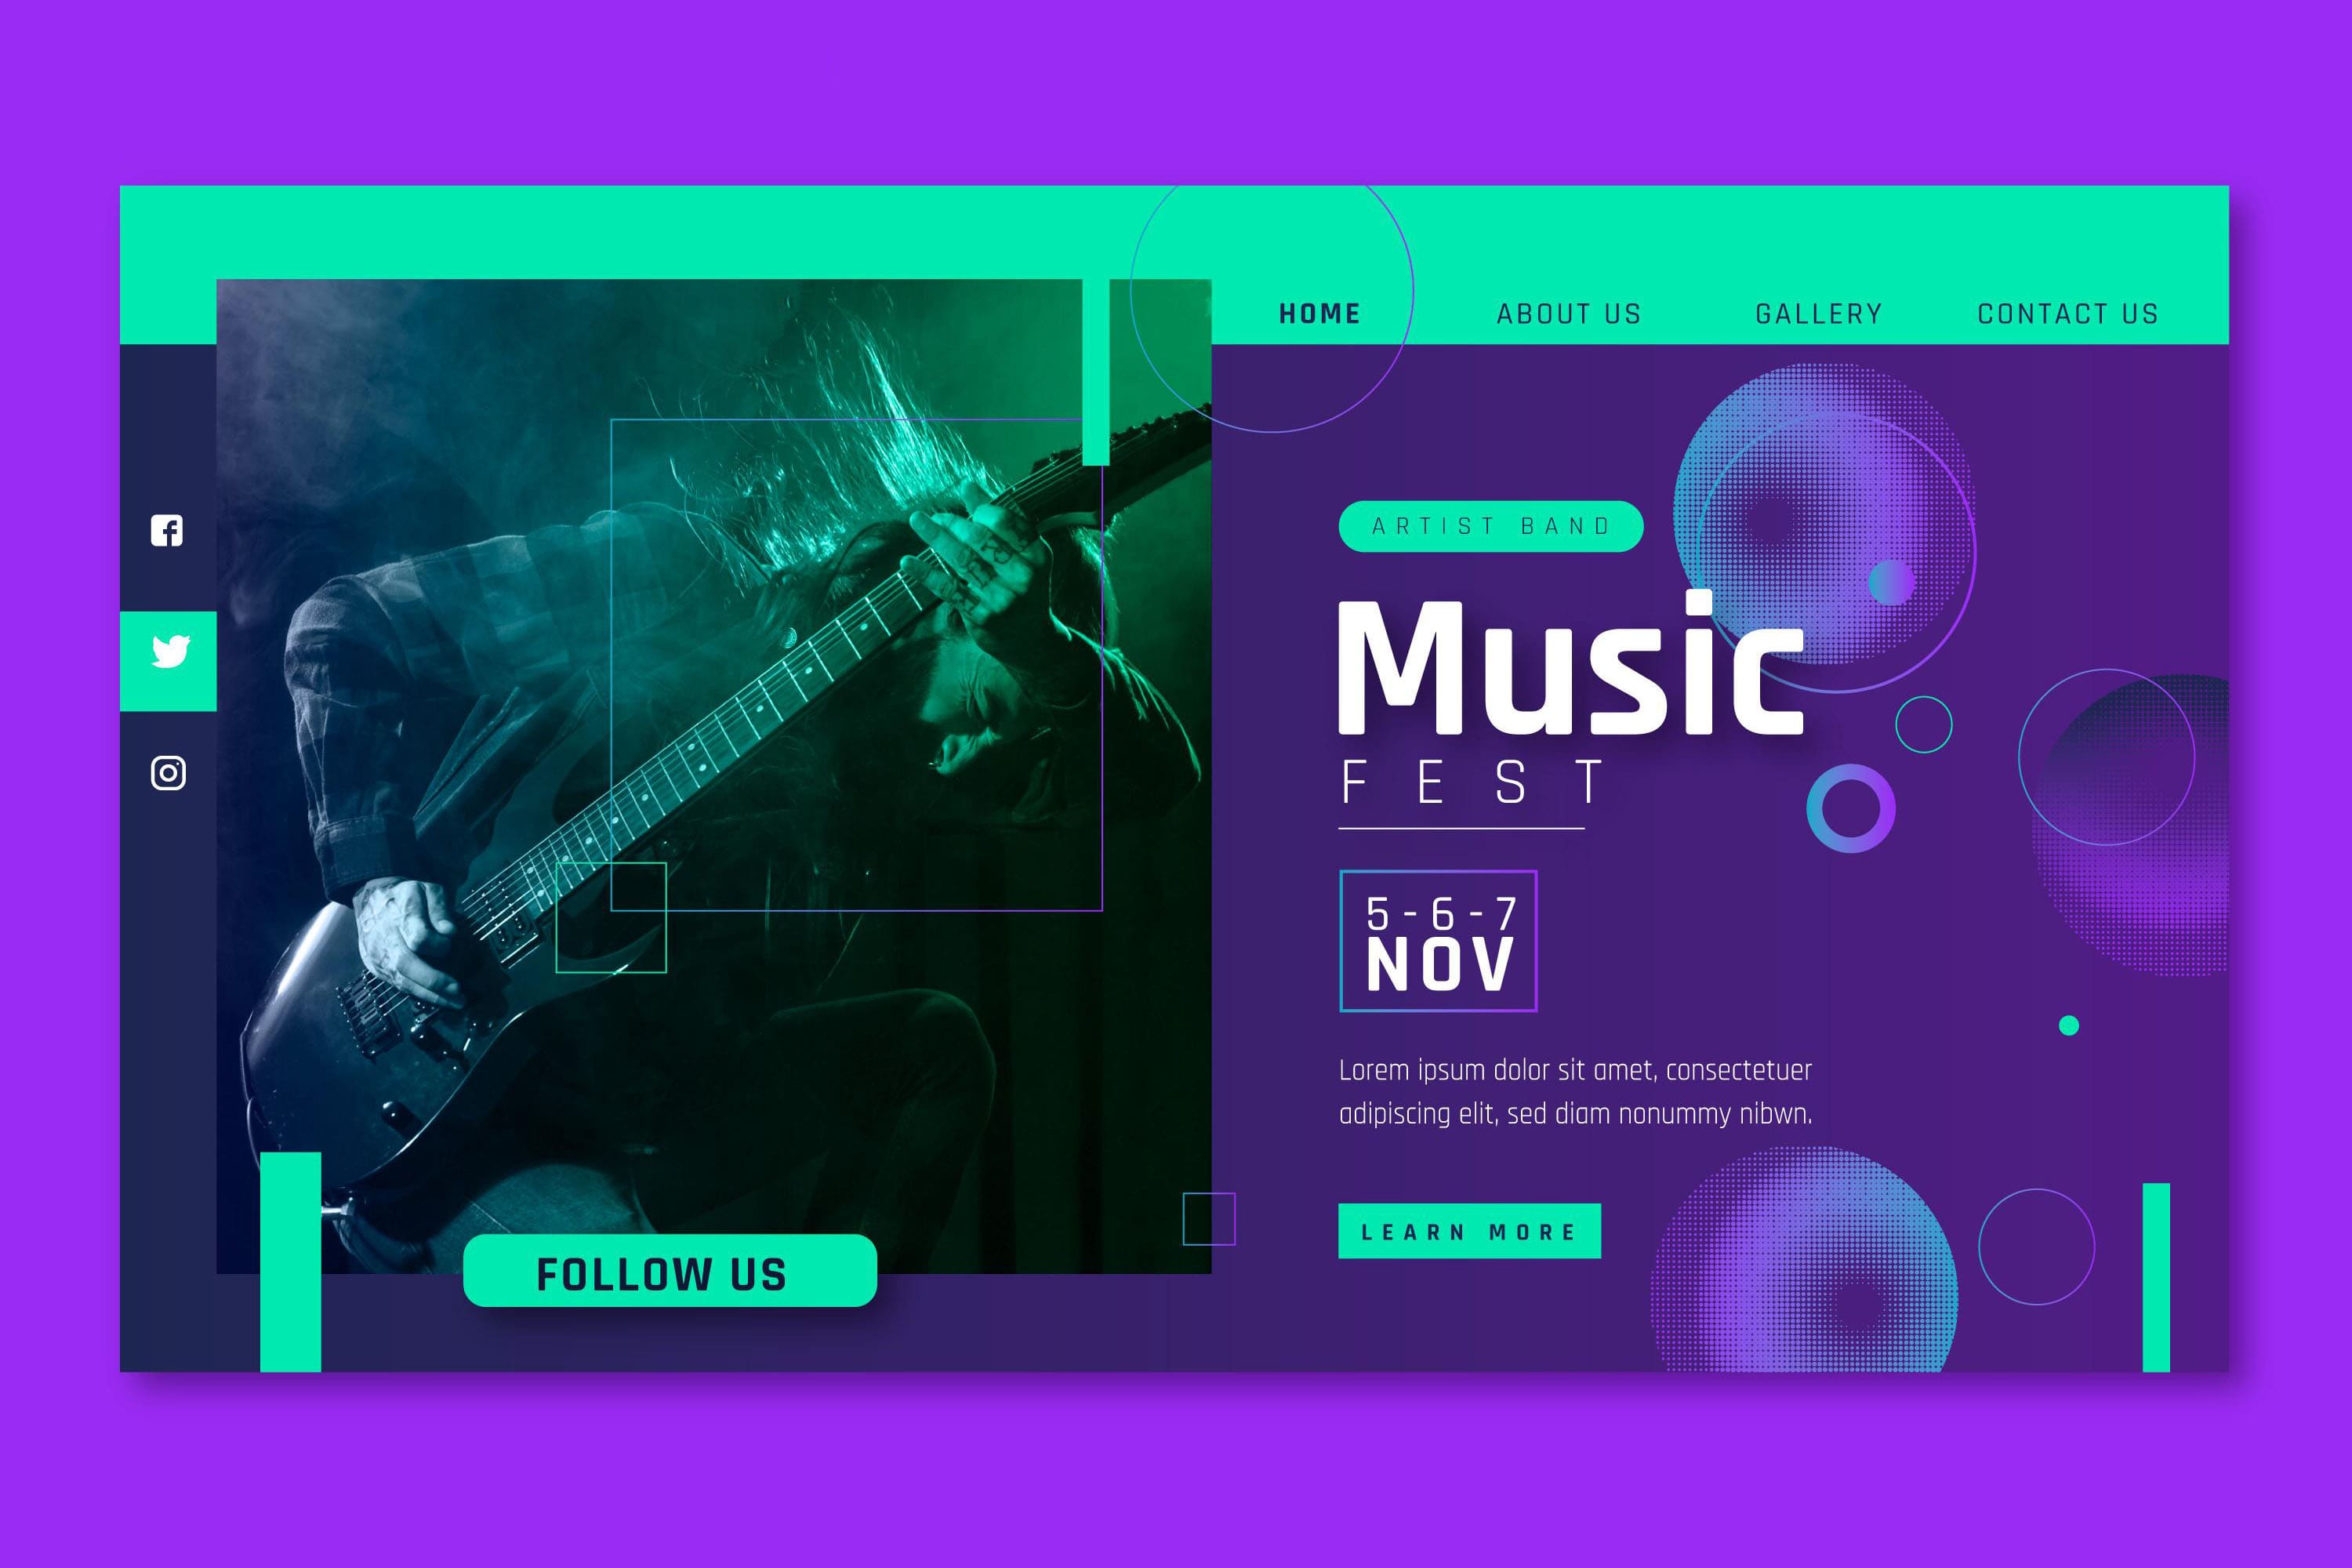 HOME
ABOUT US
GALLERY
CONTACT US
ARTIST BAND
Music
FEST
5-6-7
NOV
Lorem ipsum dolor sit amet, consectetuer
adipiscing elit, sed diam nonummy nibwn.
LEARN MORE
FOLLOW US